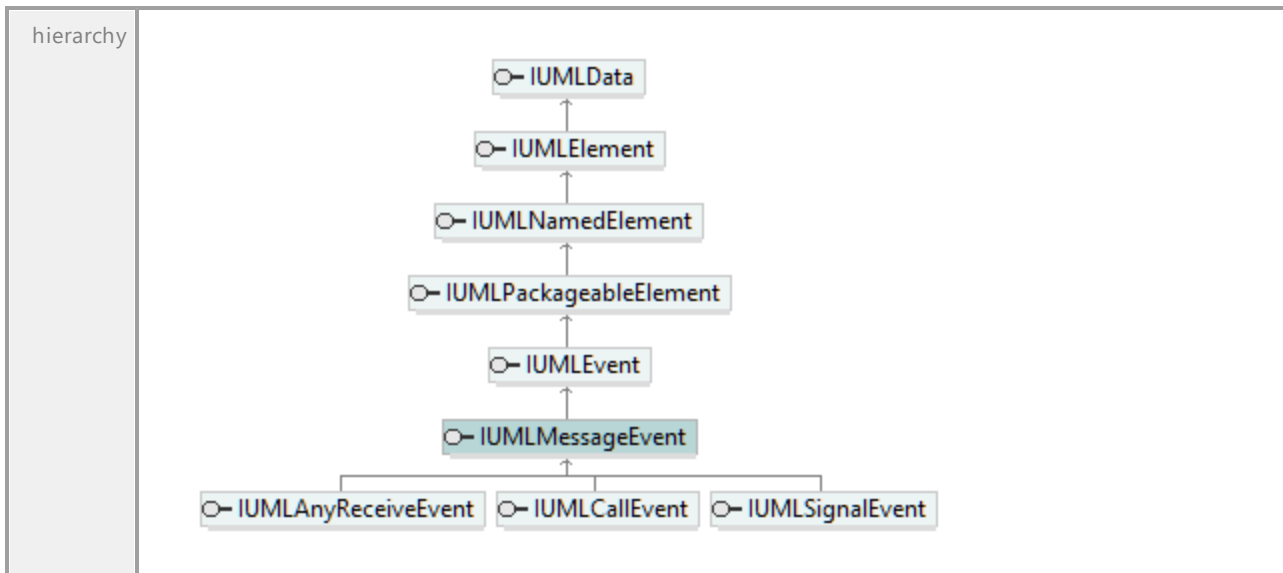 hierarchy
IUMLData
IUMLElement
IUMLNamedElement
IUMLPackageableElement
IUMLEvent
IUMLMessageEvent
IUMLAnyReceiveEvent IUMLCallEvent IUMLSignalEvent